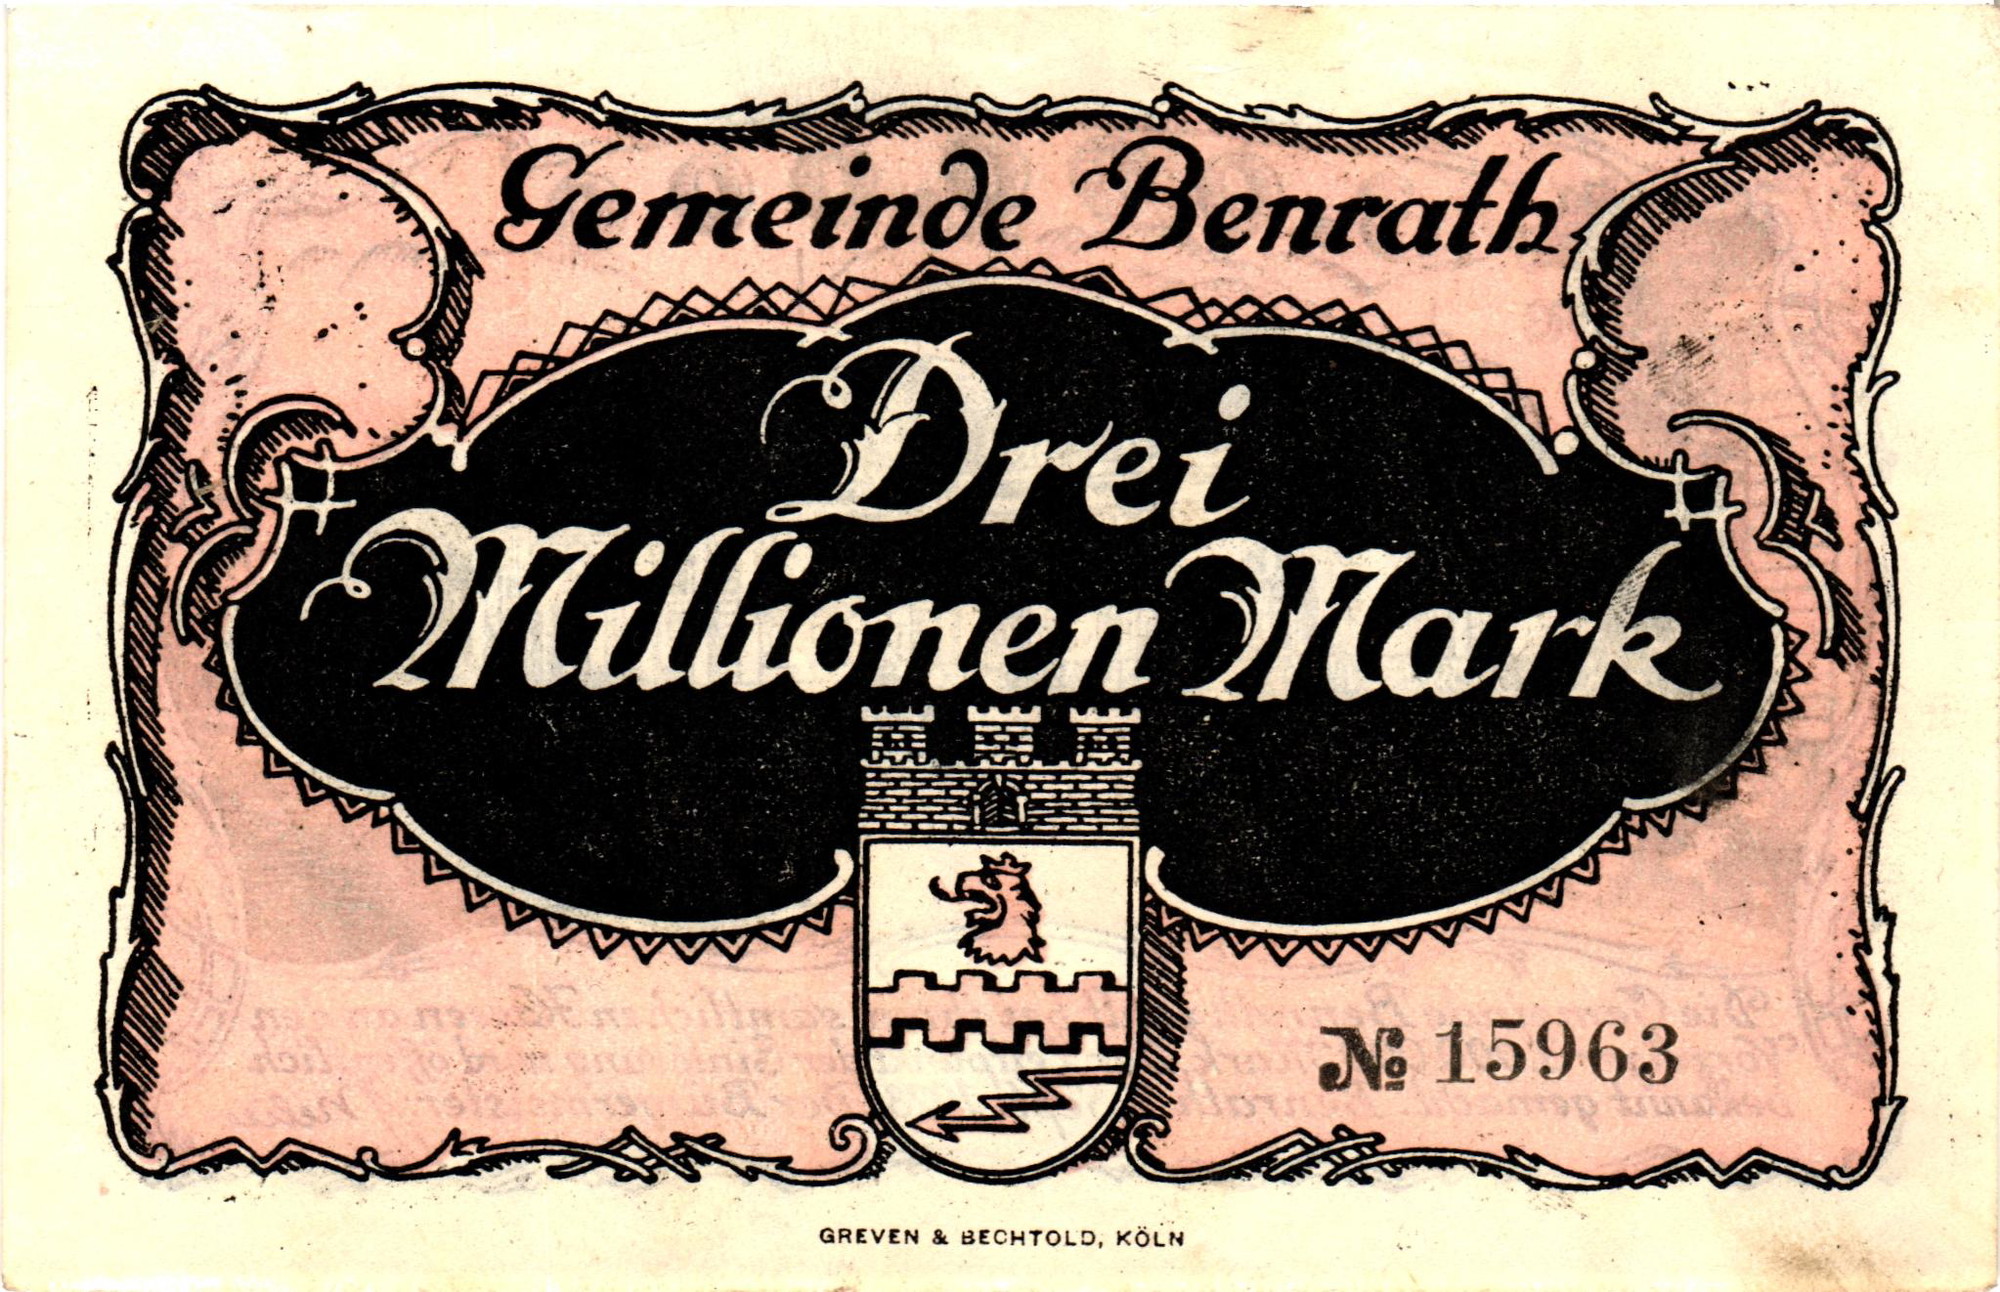 Gemeinde Benrath
Drei
Millionen Mark
№ 15963
GREVEN & BECHTOLD, KÖLN